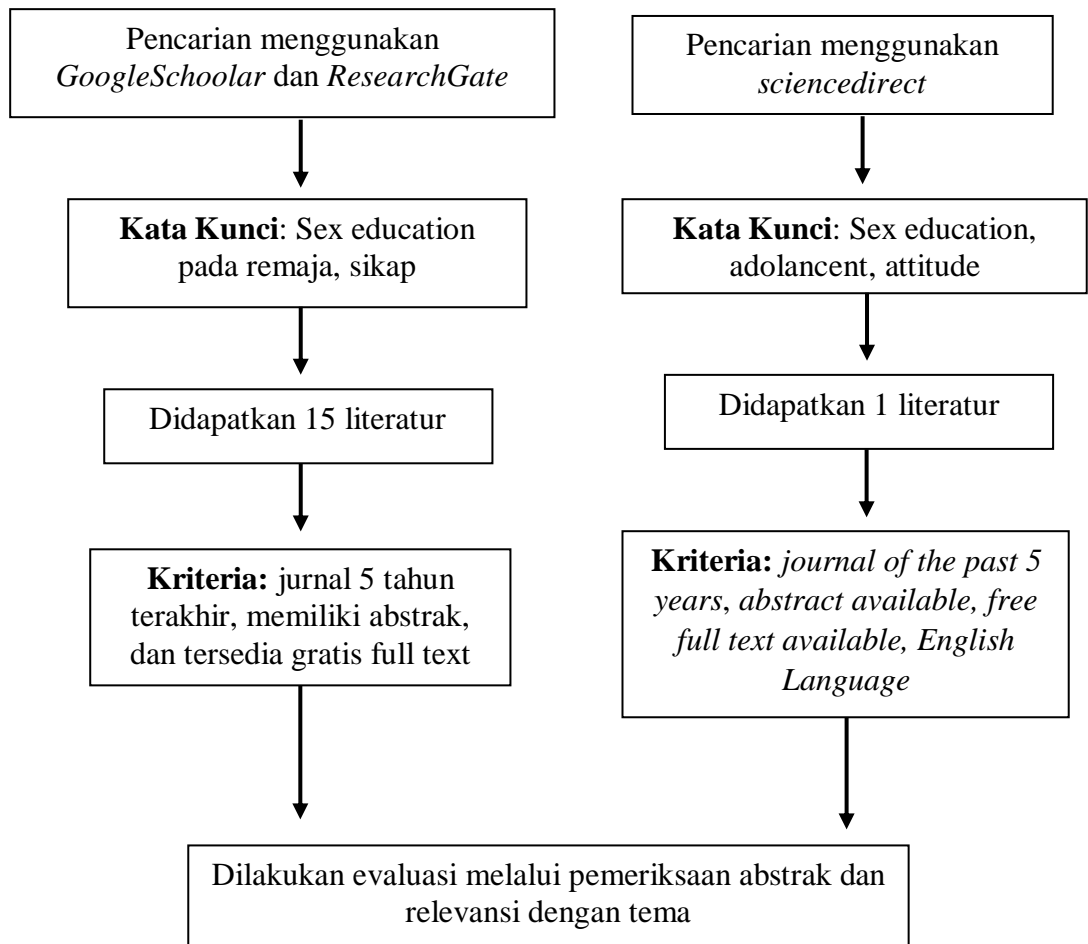 Pencarian menggunakan
GoogleSchoolar dan ResearchGate
Kata Kunci: Sex education
pada remaja, sikap
Didapatkan 15 literatur
Kriteria: jurnal 5 tahun
terakhir, memiliki abstrak,
dan tersedia gratis full text
Pencarian menggunakan
sciencedirect
Kata Kunci: Sex education,
adolancent, attitude
Didapatkan 1 literatur
Kriteria: journal of the past 5
years, abstract available, free
full text available, English
Language
Dilakukan evaluasi melalui pemeriksaan abstrak dan
relevansi dengan tema